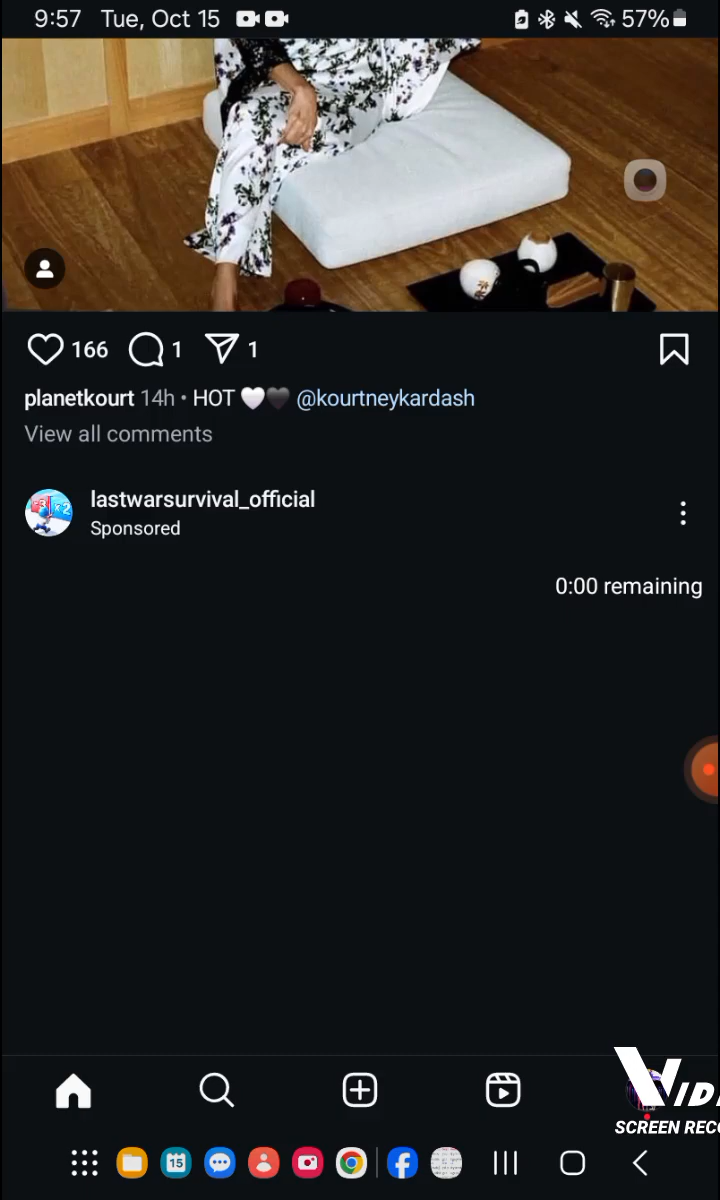 9:57 Tue, Oct 15 57%
166 1 1
planetkourt 14h • HOT 🤍🖤 @kourtneykardash
View all comments
lastwarsurvival_official
Sponsored
0:00 remaining
15
SCREEN REC